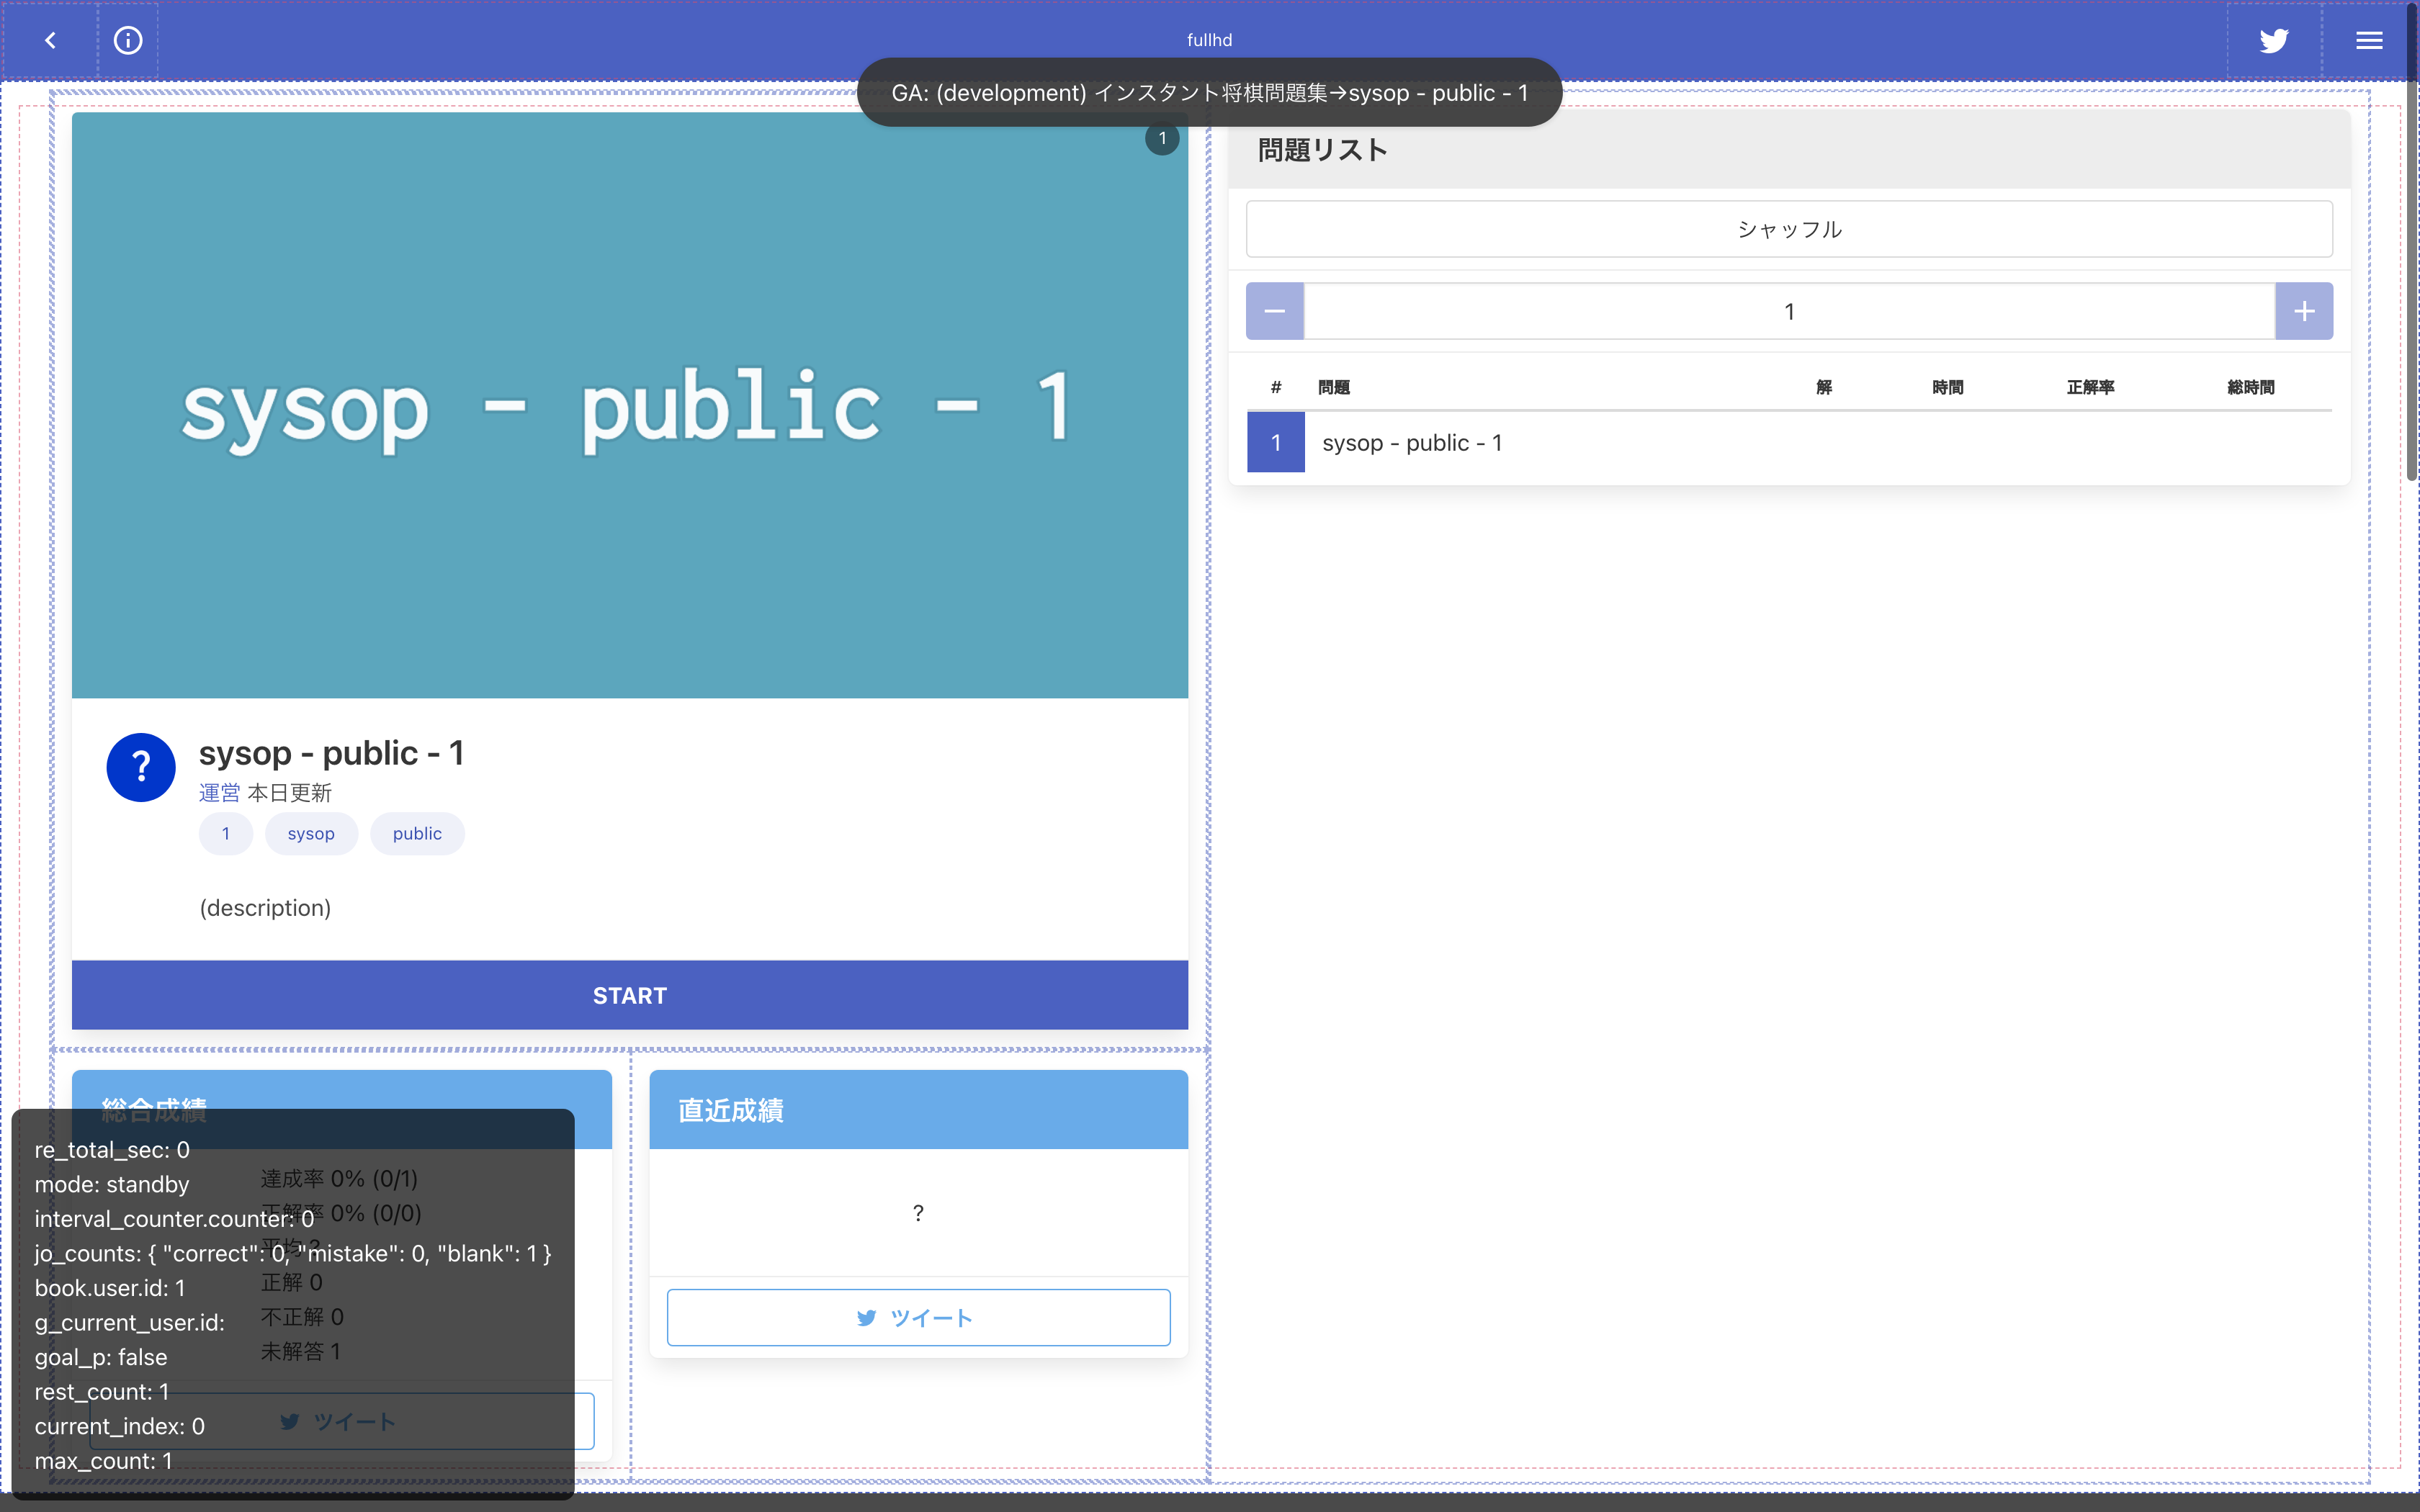 fullhd
GA: (development) インスタント将棋問題集→sysop - public - 1
1
sysop - public - 1
?
sysop - public - 1
運営 本日更新
1 sysop public
(description)
START
問題リスト
シャッフル
1
# 問題 解 時間 正解率 総時間
1 sysop - public - 1
総合成績
達成率 0% (0/1)
正解率 0% (0/0)
平均 ?
正解 0
不正解 0
未解答 1
ツイート
直近成績
?
ツイート
re_total_sec: 0
mode: standby
interval_counter.counter: 0
jo_counts: { "correct": 0, "mistake": 0, "blank": 1 }
book.user.id: 1
g_current_user.id:
goal_p: false
rest_count: 1
current_index: 0
max_count: 1